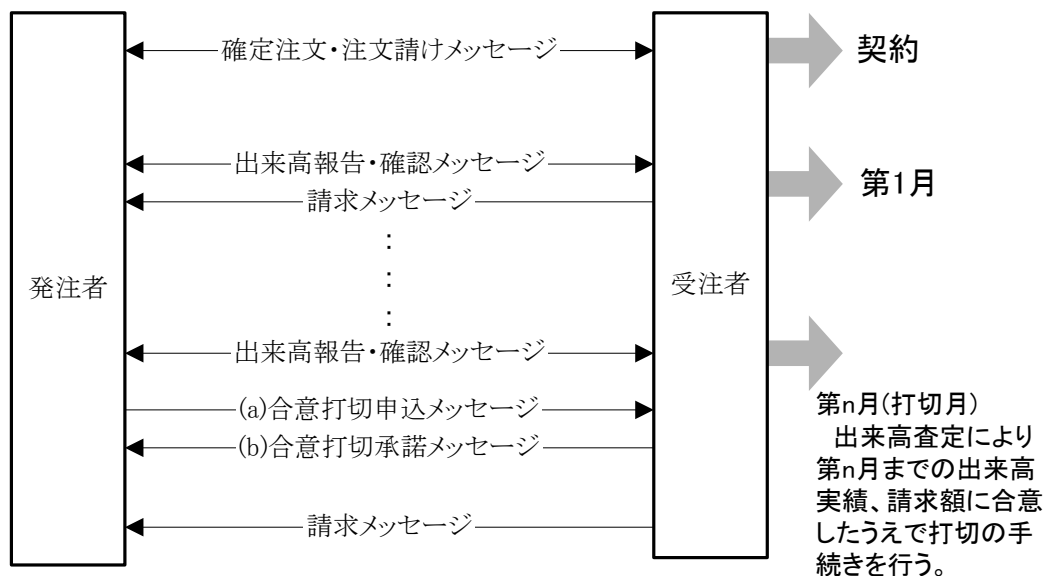 確定注文・注文請けメッセージ
契約
出来高報告・確認メッセージ
第1月
請求メッセージ
:
:
:
発注者
受注者
出来高報告・確認メッセージ
(a)合意打切申込メッセージ
(b)合意打切承諾メッセージ
請求メッセージ
第n月(打切月)
出来高査定により
第n月までの出来高
実績、請求額に合意
したうえで打切の手
続きを行う。